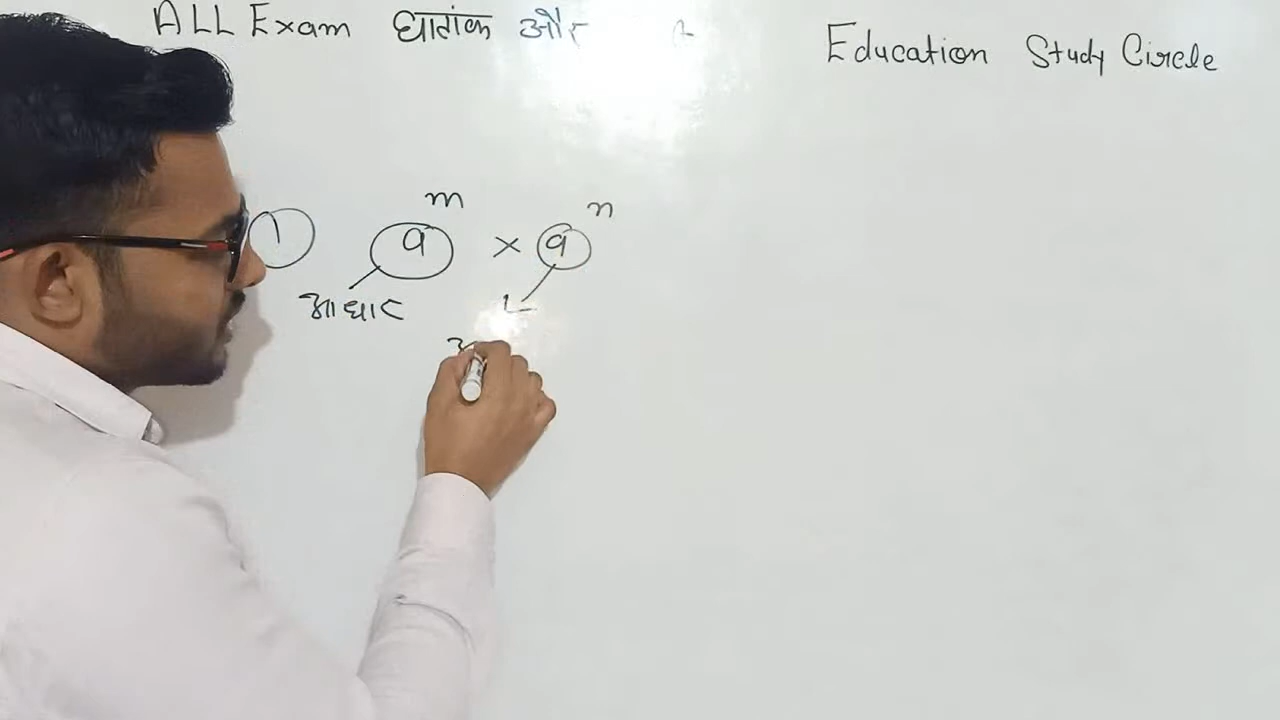 ALL Exam घातांक और
Education Study Circle
1 a^m × a^n
आधार